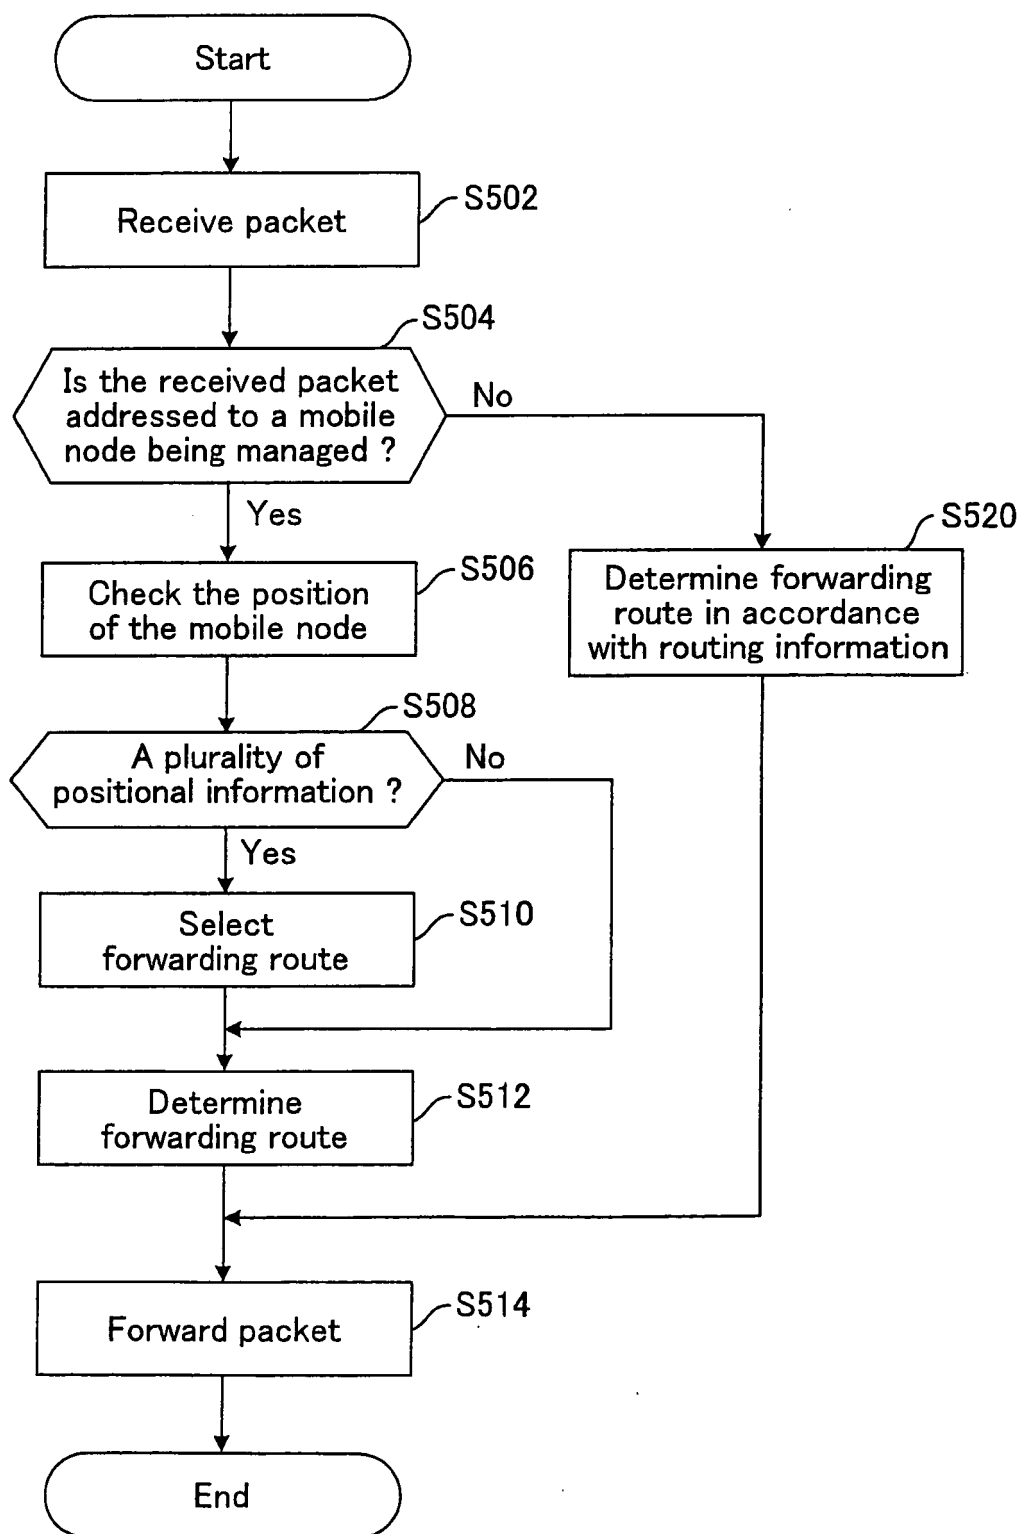 Start
Receive packet
S502
S504
Is the received packet
addressed to a mobile
node being managed ?
No
Yes
S506
Check the position
of the mobile node
S520
Determine forwarding
route in accordance
with routing information
S508
A plurality of
positional information ?
No
Yes
Select
forwarding route
S510
Determine
forwarding route
S512
Forward packet
S514
End